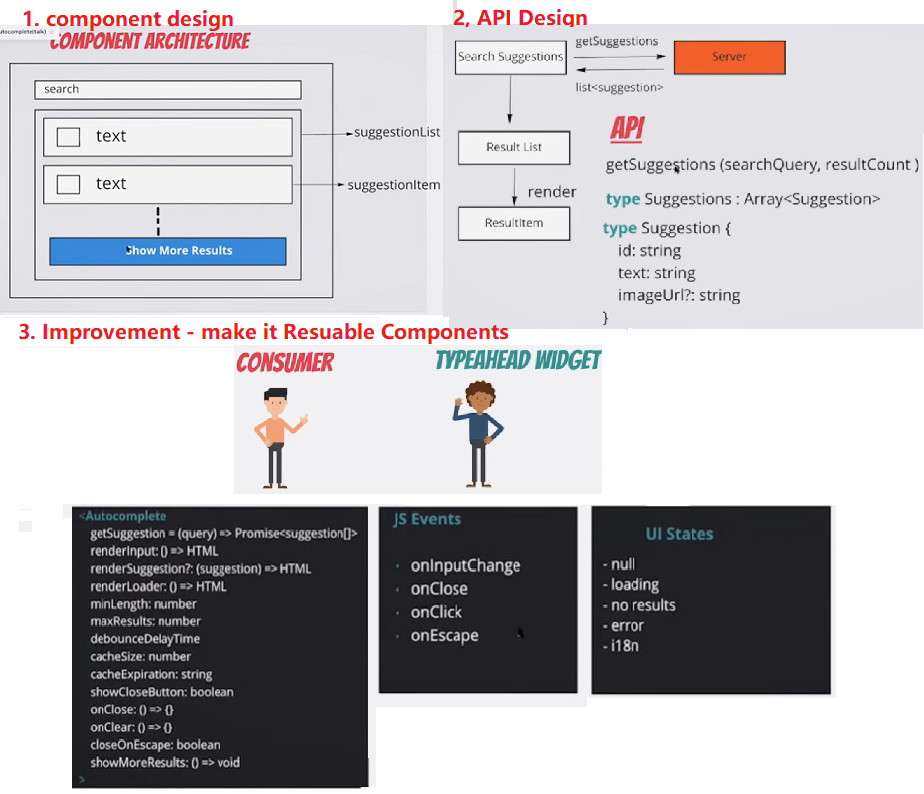 1. component design
autocomplete(talk)
COMPONENT ARCHITECTURE
search
text
suggestionList
text
suggestionItem
Show More Results
2, API Design
Search Suggestions
getSuggestions
Server
list<suggestion>
Result List
render
ResultItem
API
getSuggestions (searchQuery, resultCount )
type Suggestions : Array<Suggestion>
type Suggestion {
id: string
text: string
imageUrl?: string
}
3. Improvement - make it Resuable Components
CONSUMER
TYPEAHEAD WIDGET
<Autocomplete
getSuggestion = (query) => Promise<suggestion[]>
renderInput: () => HTML
renderSuggestion?: (suggestion) => HTML
renderLoader: () => HTML
minLength: number
maxResults: number
debounceDelayTime
cacheSize: number
cacheExpiration: string
showCloseButton: boolean
onClose: () => {}
onClear: () => {}
closeOnEscape: boolean
showMoreResults: () => void
>
JS Events
· onInputChange
· onClose
· onClick
· onEscape
UI States
- null
- loading
- no results
- error
- i18n